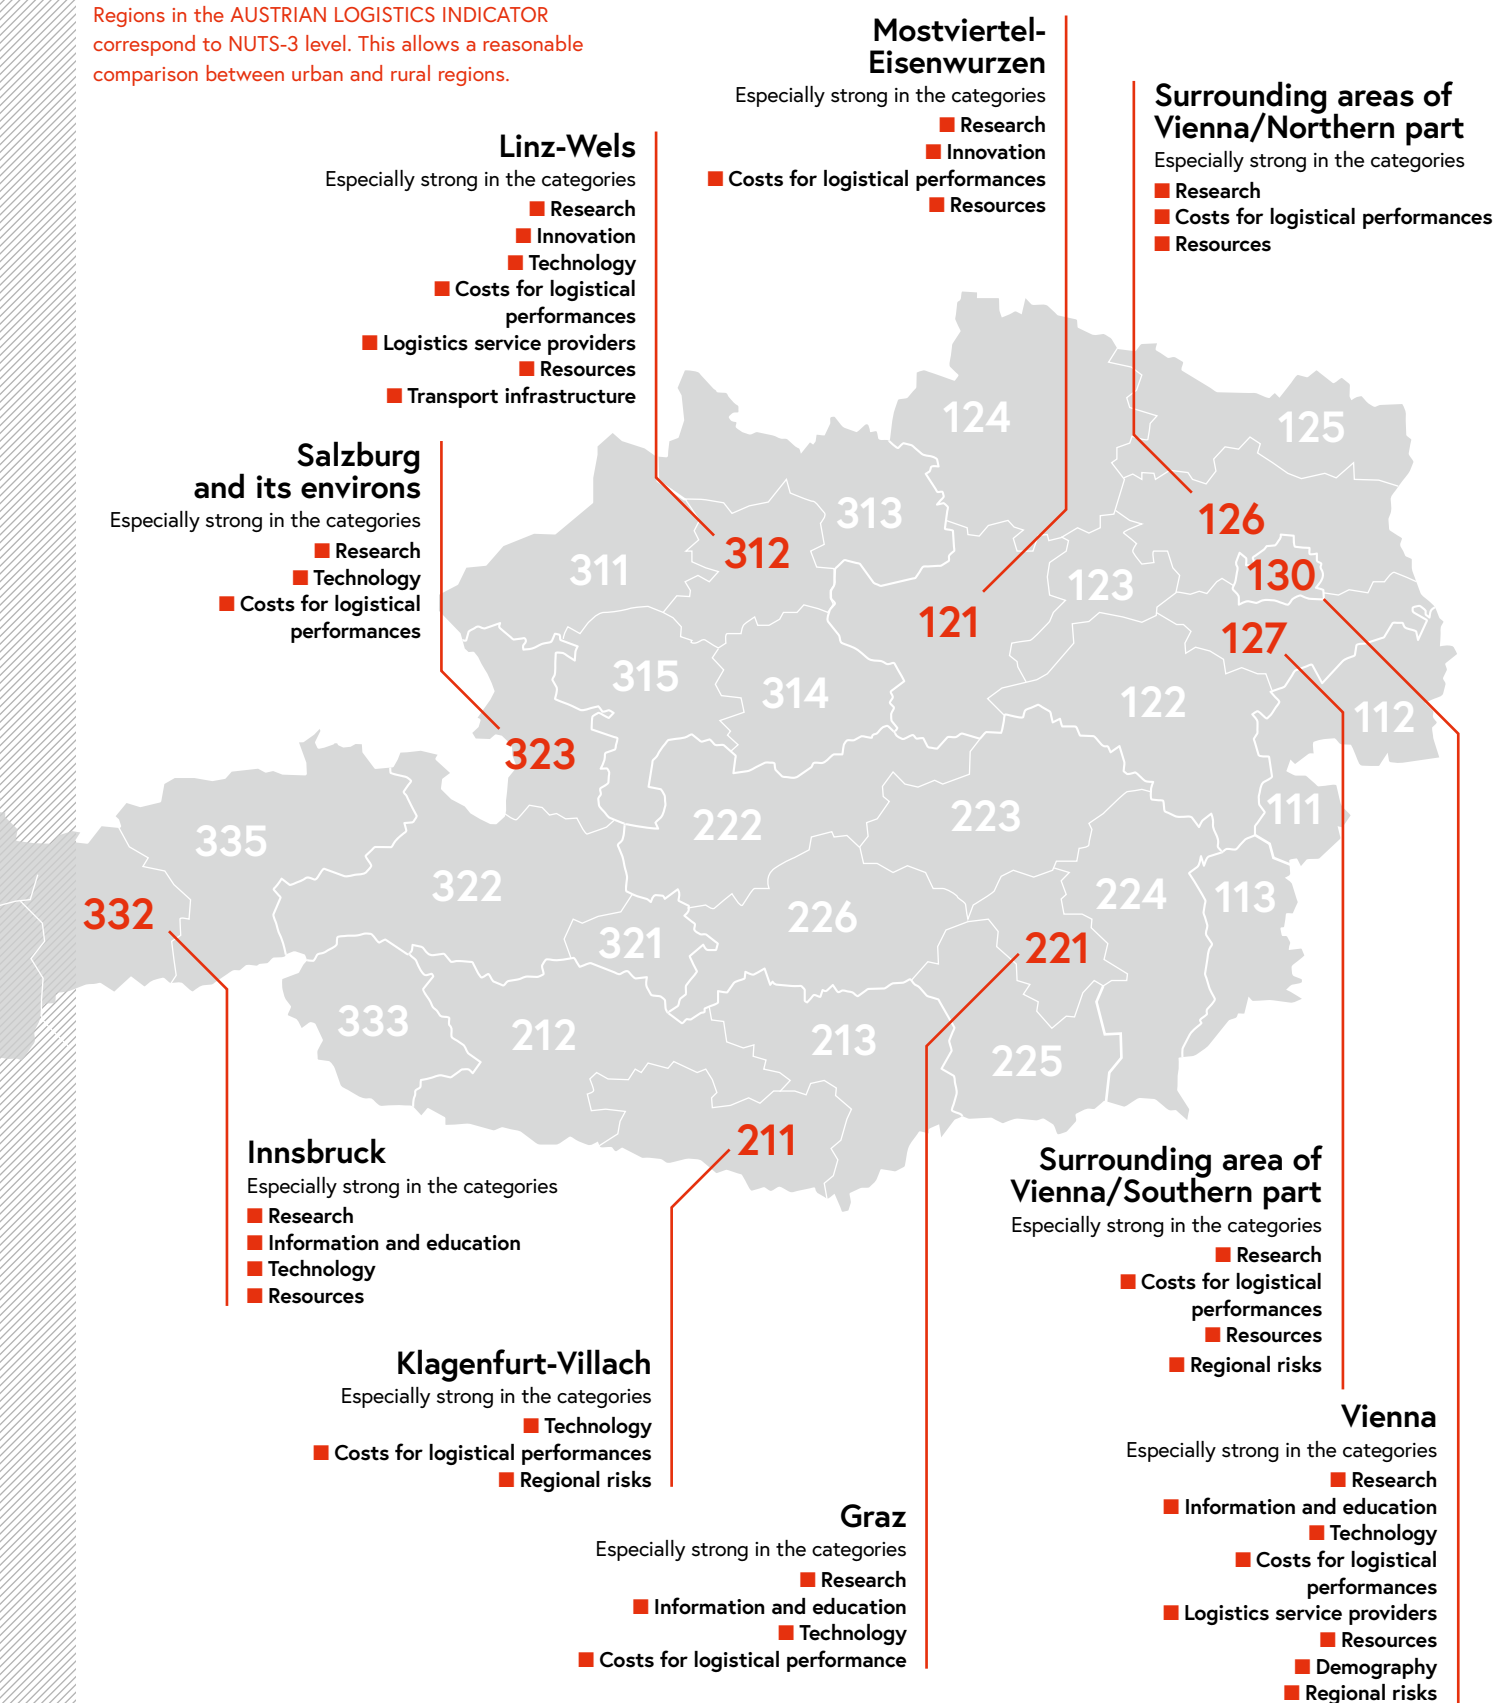 Regions in the AUSTRIAN LOGISTICS INDICATOR
correspond to NUTS-3 level. This allows a reasonable
comparison between urban and rural regions.
Mostviertel-
Eisenwurzen
Especially strong in the categories
Research
Innovation
Costs for logistical performances
Resources
Surrounding areas of
Vienna/Northern part
Especially strong in the categories
Research
Costs for logistical performances
Resources
Linz-Wels
Especially strong in the categories
Research
Innovation
Technology
Costs for logistical
performances
Logistics service providers
Resources
Transport infrastructure
Salzburg
and its environs
Especially strong in the categories
Research
Technology
Costs for logistical
performances
124
125
313
126
312
311
130
123
121
127
315
314
122
112
323
111
223
222
335
322
224
113
332
226
321
221
333
212
213
225
211
Innsbruck
Especially strong in the categories
Research
Information and education
Technology
Resources
Surrounding area of
Vienna/Southern part
Especially strong in the categories
Research
Costs for logistical
performances
Resources
Regional risks
Klagenfurt-Villach
Especially strong in the categories
Technology
Costs for logistical performances
Regional risks
Vienna
Especially strong in the categories
Research
Information and education
Technology
Costs for logistical
performances
Logistics service providers
Resources
Demography
Regional risks
Graz
Especially strong in the categories
Research
Information and education
Technology
Costs for logistical performance